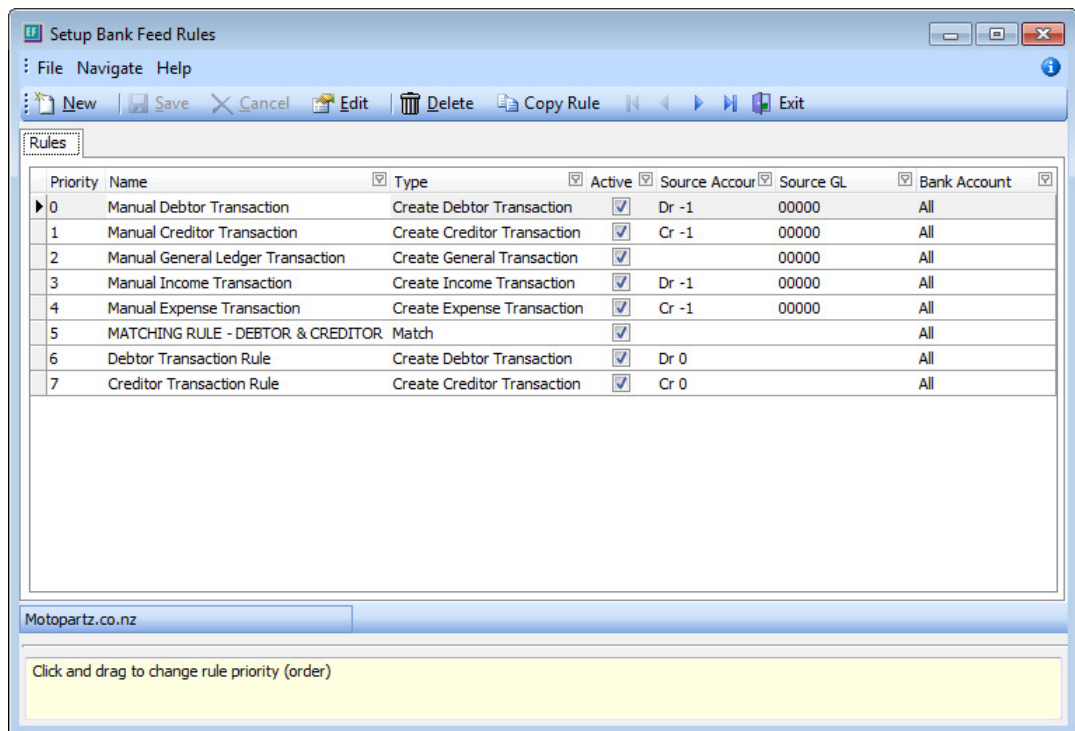 EF Setup Bank Feed Rules
File Navigate Help
New Save Cancel Edit Delete Copy Rule Exit
Rules
Priority Name Type Active Source Accour Source GL Bank Account
0 Manual Debtor Transaction Create Debtor Transaction Dr -1 00000 All
1 Manual Creditor Transaction Create Creditor Transaction Cr -1 00000 All
2 Manual General Ledger Transaction Create General Transaction 00000 All
3 Manual Income Transaction Create Income Transaction Dr -1 00000 All
4 Manual Expense Transaction Create Expense Transaction Cr -1 00000 All
5 MATCHING RULE - DEBTOR & CREDITOR Match All
6 Debtor Transaction Rule Create Debtor Transaction Dr 0 All
7 Creditor Transaction Rule Create Creditor Transaction Cr 0 All
Motopartz.co.nz
Click and drag to change rule priority (order)